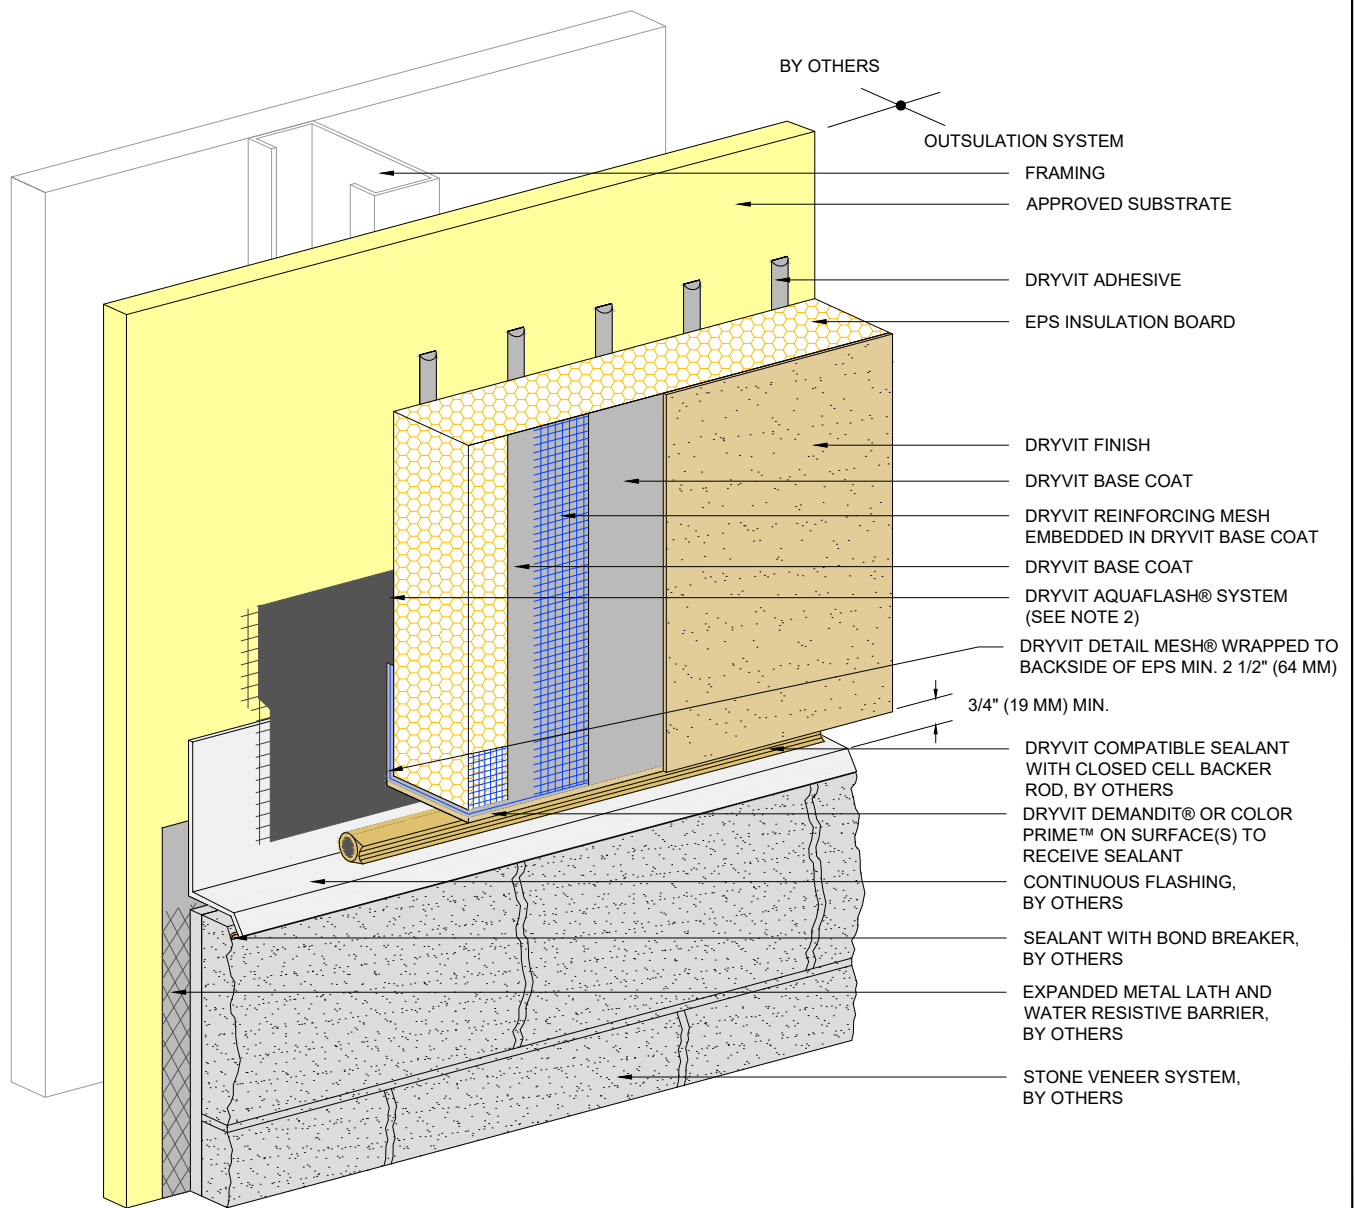 BY OTHERS
OUTSULATION SYSTEM
FRAMING
APPROVED SUBSTRATE
DRYVIT ADHESIVE
EPS INSULATION BOARD
DRYVIT FINISH
DRYVIT BASE COAT
DRYVIT REINFORCING MESH
EMBEDDED IN DRYVIT BASE COAT
DRYVIT BASE COAT
DRYVIT AQUAFLASH® SYSTEM
(SEE NOTE 2)
DRYVIT DETAIL MESH® WRAPPED TO
BACKSIDE OF EPS MIN. 2 1/2" (64 MM)
3/4" (19 MM) MIN.
DRYVIT COMPATIBLE SEALANT
WITH CLOSED CELL BACKER
ROD, BY OTHERS
DRYVIT DEMANDIT® OR COLOR
PRIME™ ON SURFACE(S) TO
RECEIVE SEALANT
CONTINUOUS FLASHING,
BY OTHERS
SEALANT WITH BOND BREAKER,
BY OTHERS
EXPANDED METAL LATH AND
WATER RESISTIVE BARRIER,
BY OTHERS
STONE VENEER SYSTEM,
BY OTHERS